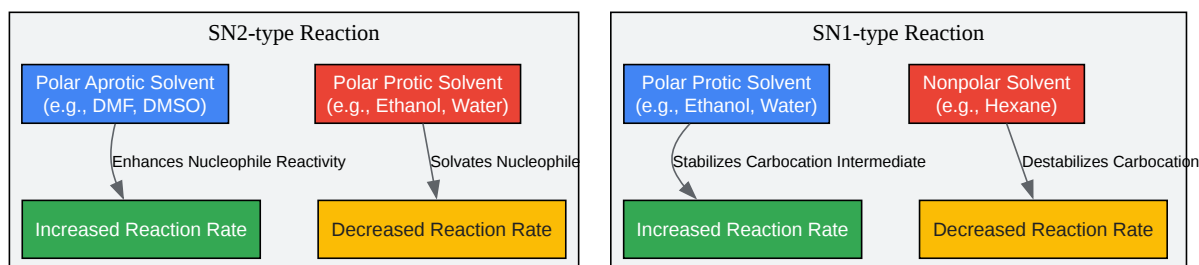 SN2-type Reaction
Polar Aprotic Solvent
(e.g., DMF, DMSO)
Polar Protic Solvent
(e.g., Ethanol, Water)
Enhances Nucleophile Reactivity
Solvates Nucleophile
Increased Reaction Rate
Decreased Reaction Rate
SN1-type Reaction
Polar Protic Solvent
(e.g., Ethanol, Water)
Nonpolar Solvent
(e.g., Hexane)
Stabilizes Carbocation Intermediate
Destabilizes Carbocation
Increased Reaction Rate
Decreased Reaction Rate